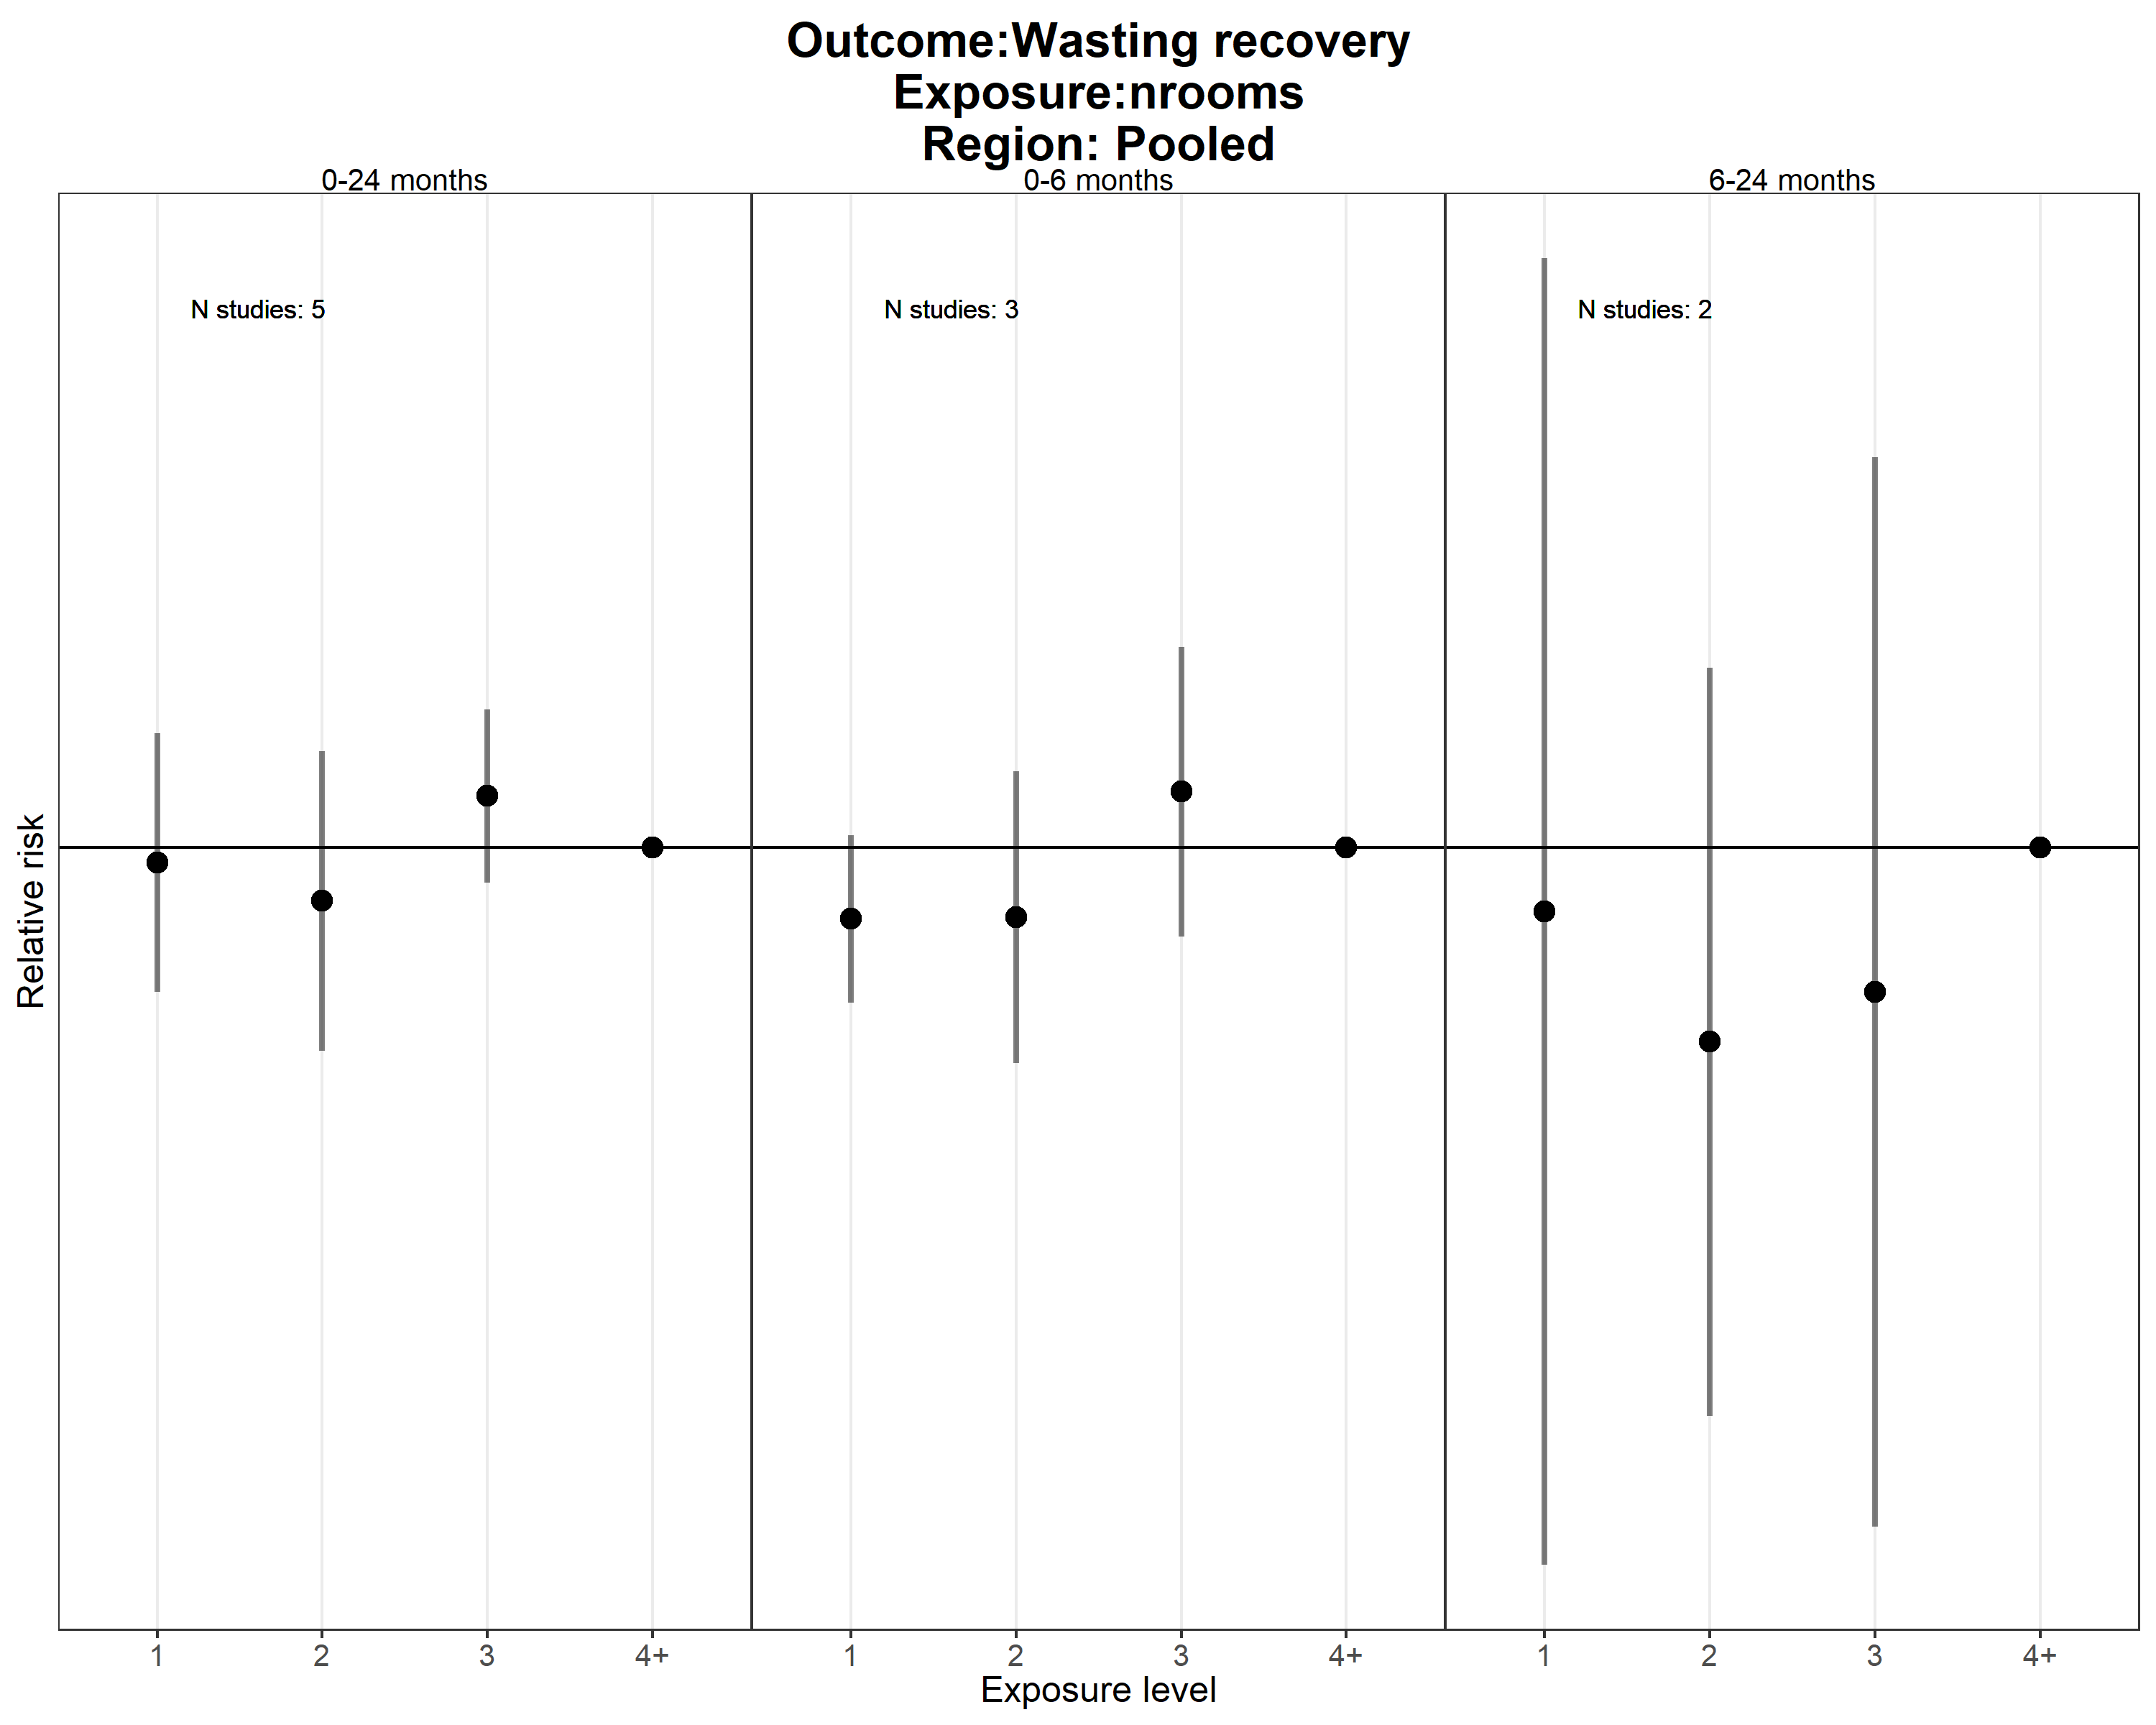 Outcome:Wasting recovery
Exposure:nrooms
Region: Pooled
0-24 months
0-6 months
6-24 months
N studies: 5
N studies: 3
N studies: 2
Relative risk
1 2 3 4+
1 2 3 4+
1 2 3 4+
Exposure level